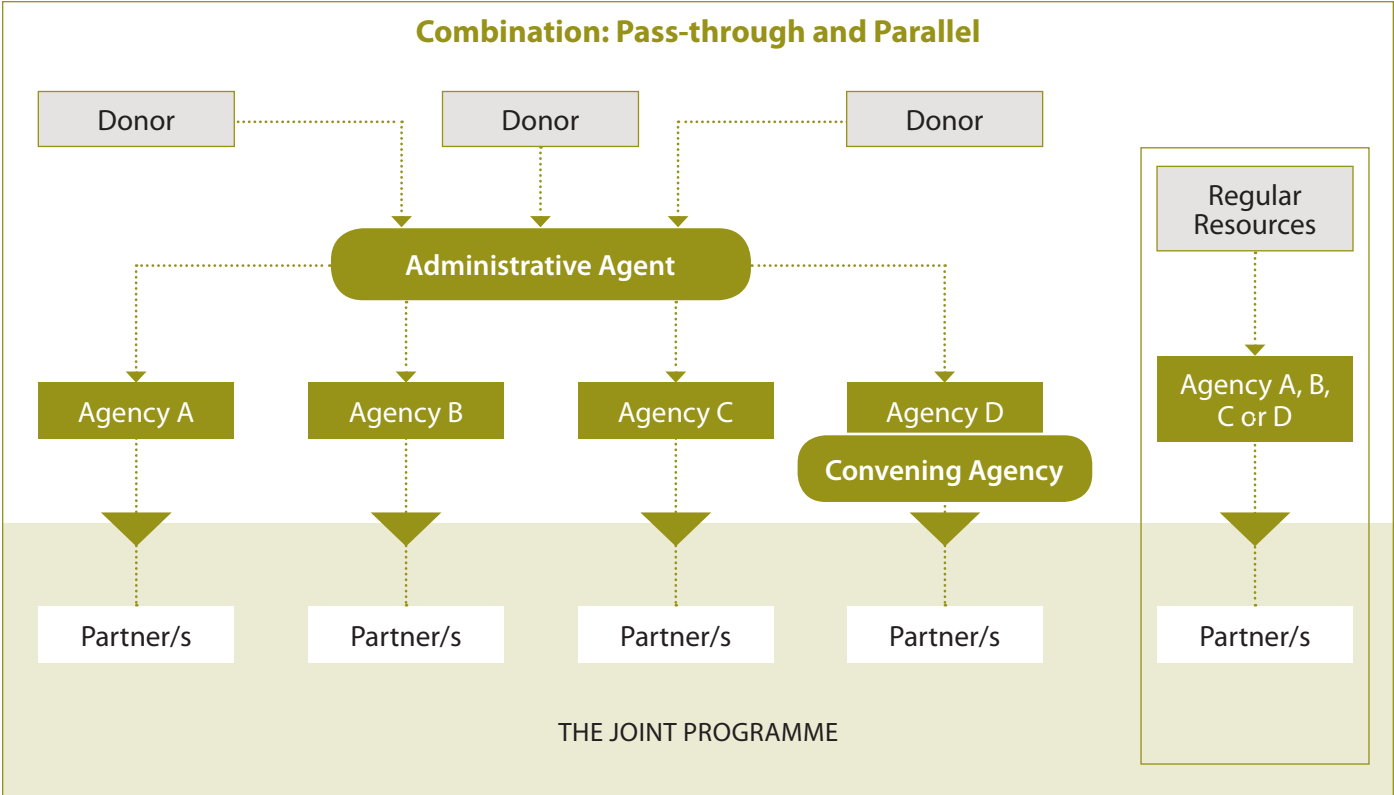 Combination: Pass-through and Parallel
Donor
Donor
Donor
Regular
Resources
Administrative Agent
Agency A
Agency B
Agency C
Agency D
Agency A, B,
C or D
Convening Agency
Partner/s
Partner/s
Partner/s
Partner/s
Partner/s
THE JOINT PROGRAMME